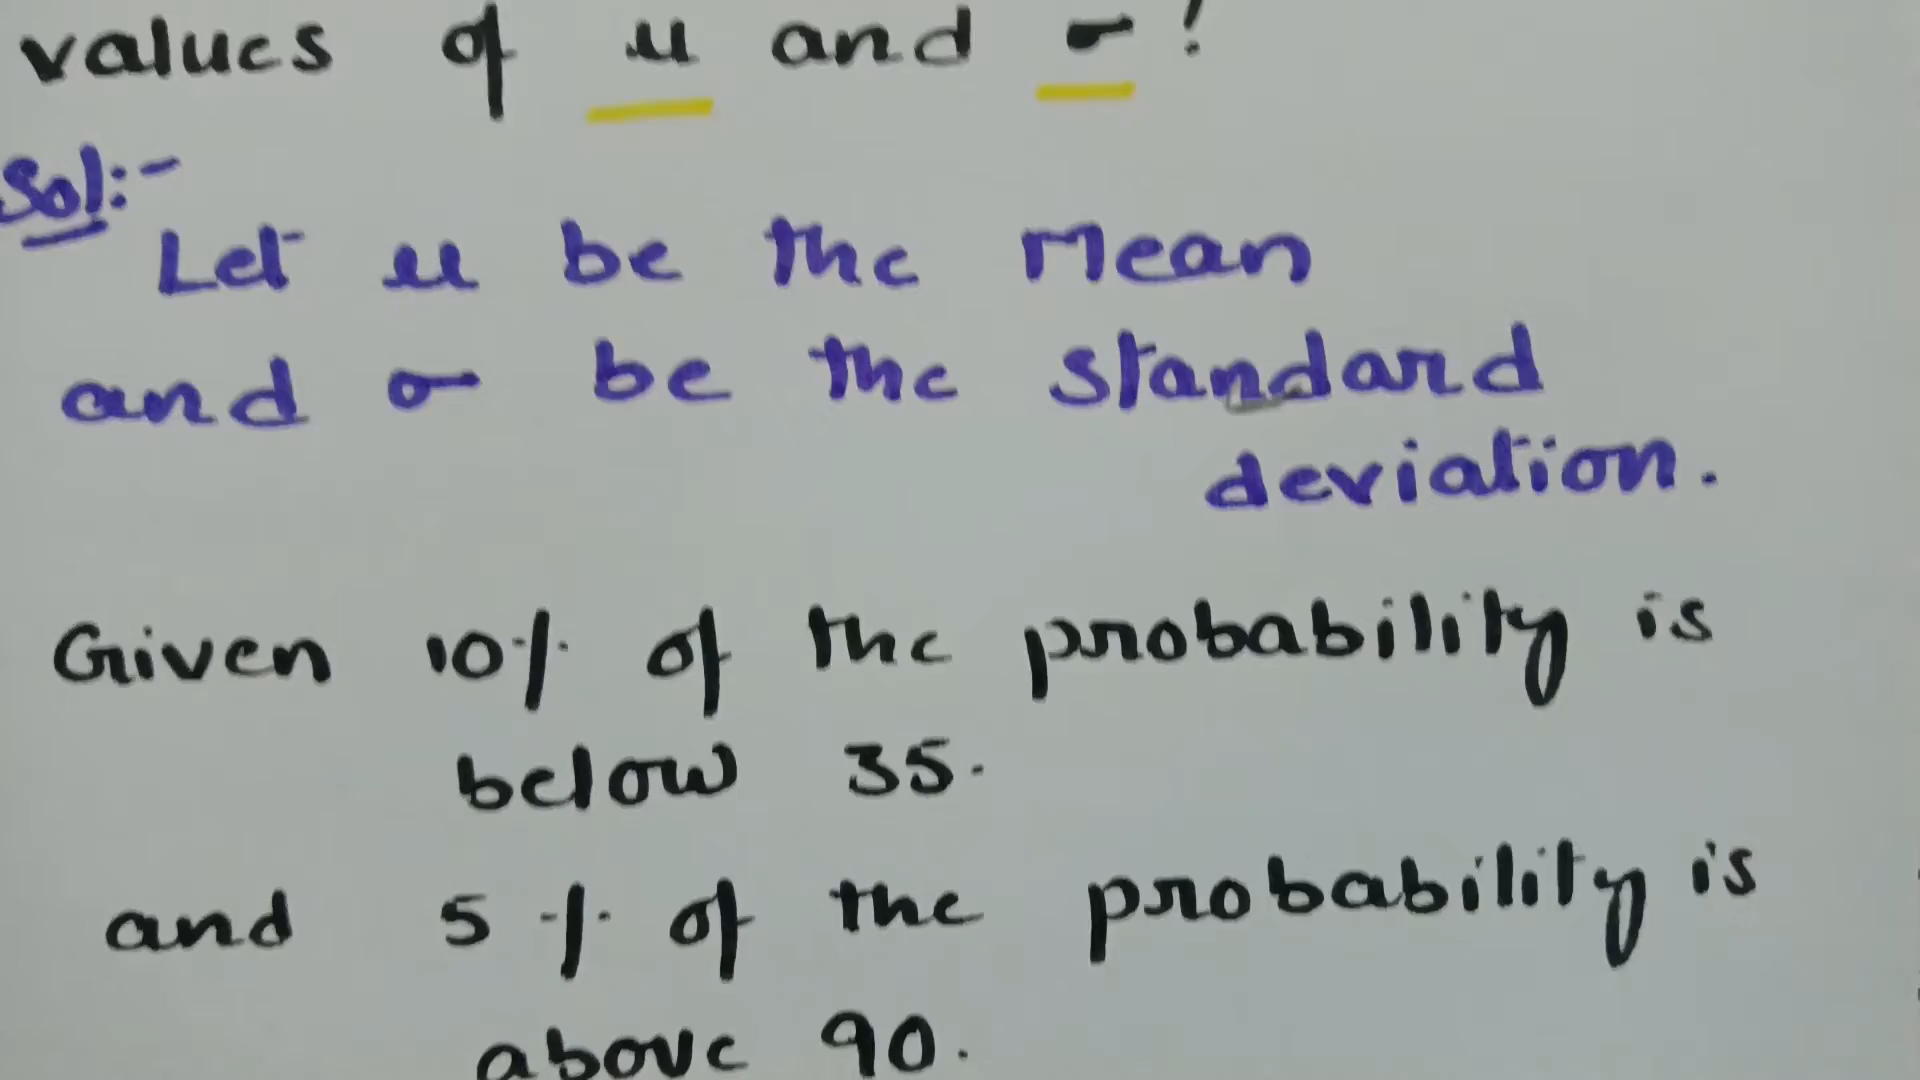 values of μ and σ?
Sol:-
Let μ be the Mean
and σ be the standard
deviation.
Given 10% of the probability is
below 35.
and 5% of the probability is
above 90.